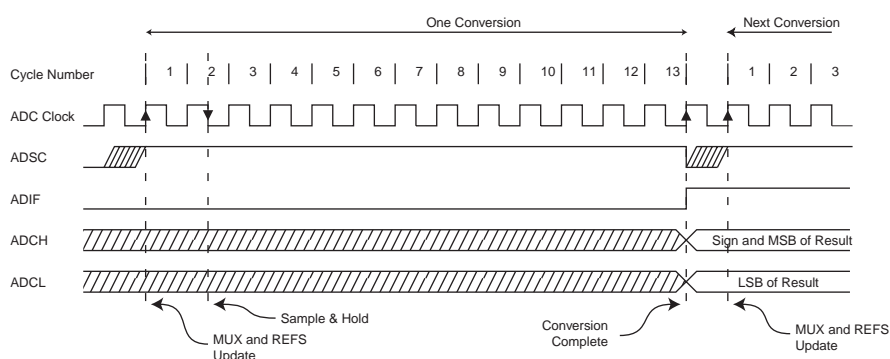 One Conversion Next Conversion
Cycle Number 1 2 3 4 5 6 7 8 9 10 11 12 13 1 2 3
ADC Clock
ADSC
ADIF
ADCH Sign and MSB of Result
ADCL LSB of Result
Sample & Hold
MUX and REFS
Update
Conversion
Complete
MUX and REFS
Update